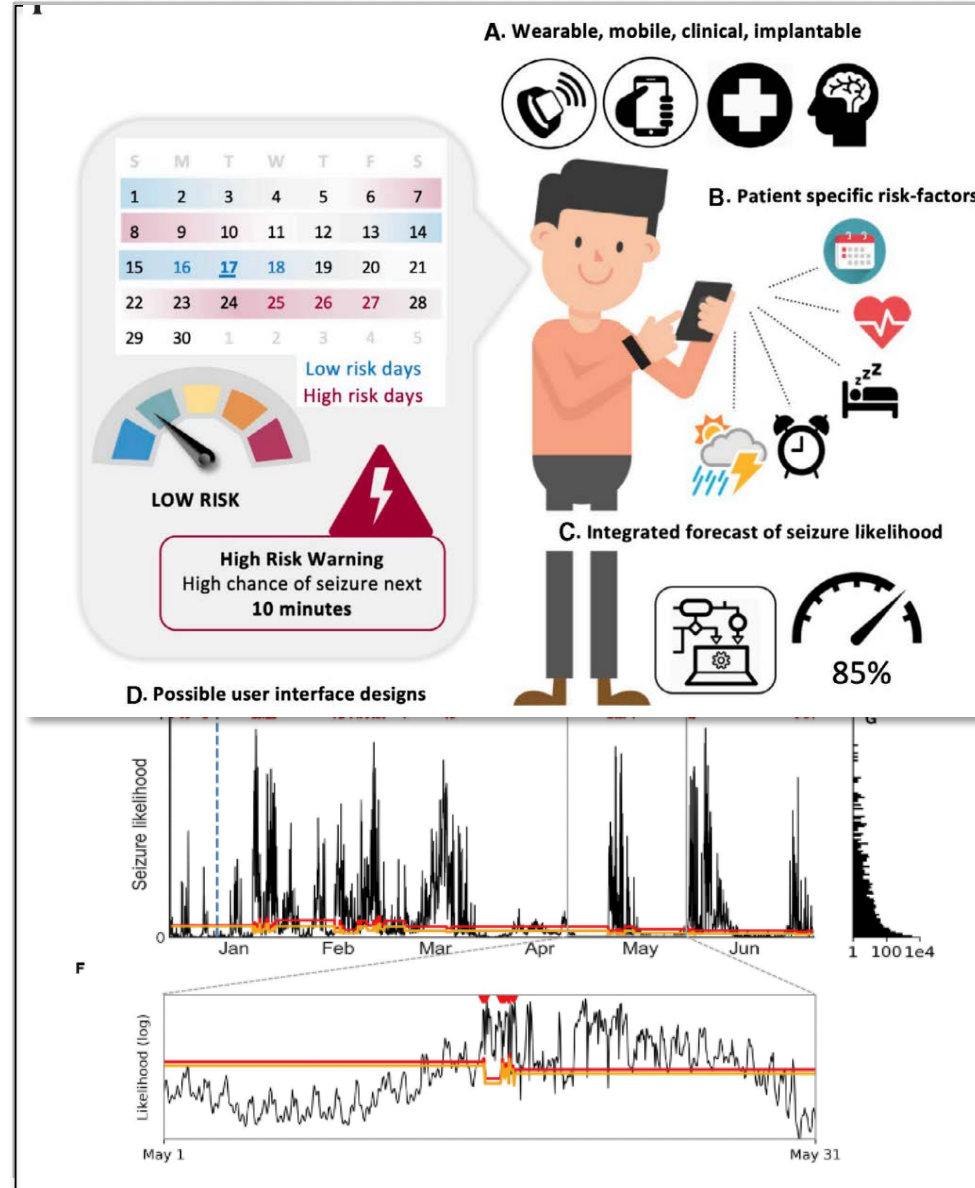 A. Wearable, mobile, clinical, implantable
S M T W T F S
1 2 3 4 5 6 7
8 9 10 11 12 13 14
15 16 17 18 19 20 21
22 23 24 25 26 27 28
29 30 1 2 3 4 5
Low risk days
High risk days
LOW RISK
High Risk Warning
High chance of seizure next
10 minutes
D. Possible user interface designs
B. Patient specific risk-factors
zzZ
C. Integrated forecast of seizure likelihood
85%
Seizure likelihood
0
Jan Feb Mar Apr May Jun
G
1 100 1e4
F
Likelihood (log)
May 1 May 31